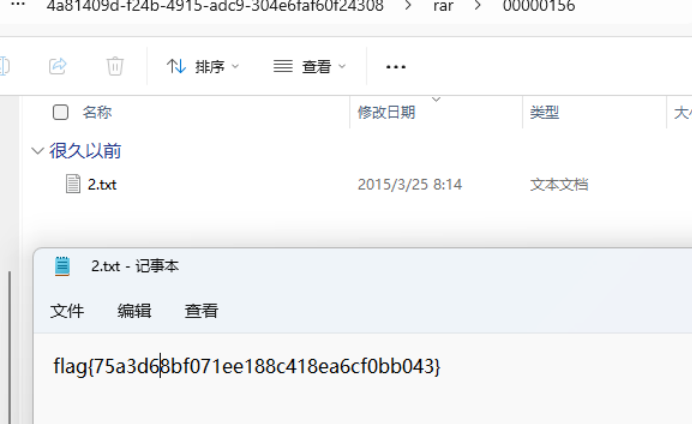 ··· 4a81409d-f24b-4915-adc9-304e6faf60f24308 > rar > 00000156
排序 查看 ···
名称 修改日期 类型
很久以前
2.txt 2015/3/25 8:14 文本文档
2.txt - 记事本
文件 编辑 查看
flag{75a3d68bf071ee188c418ea6cf0bb043}